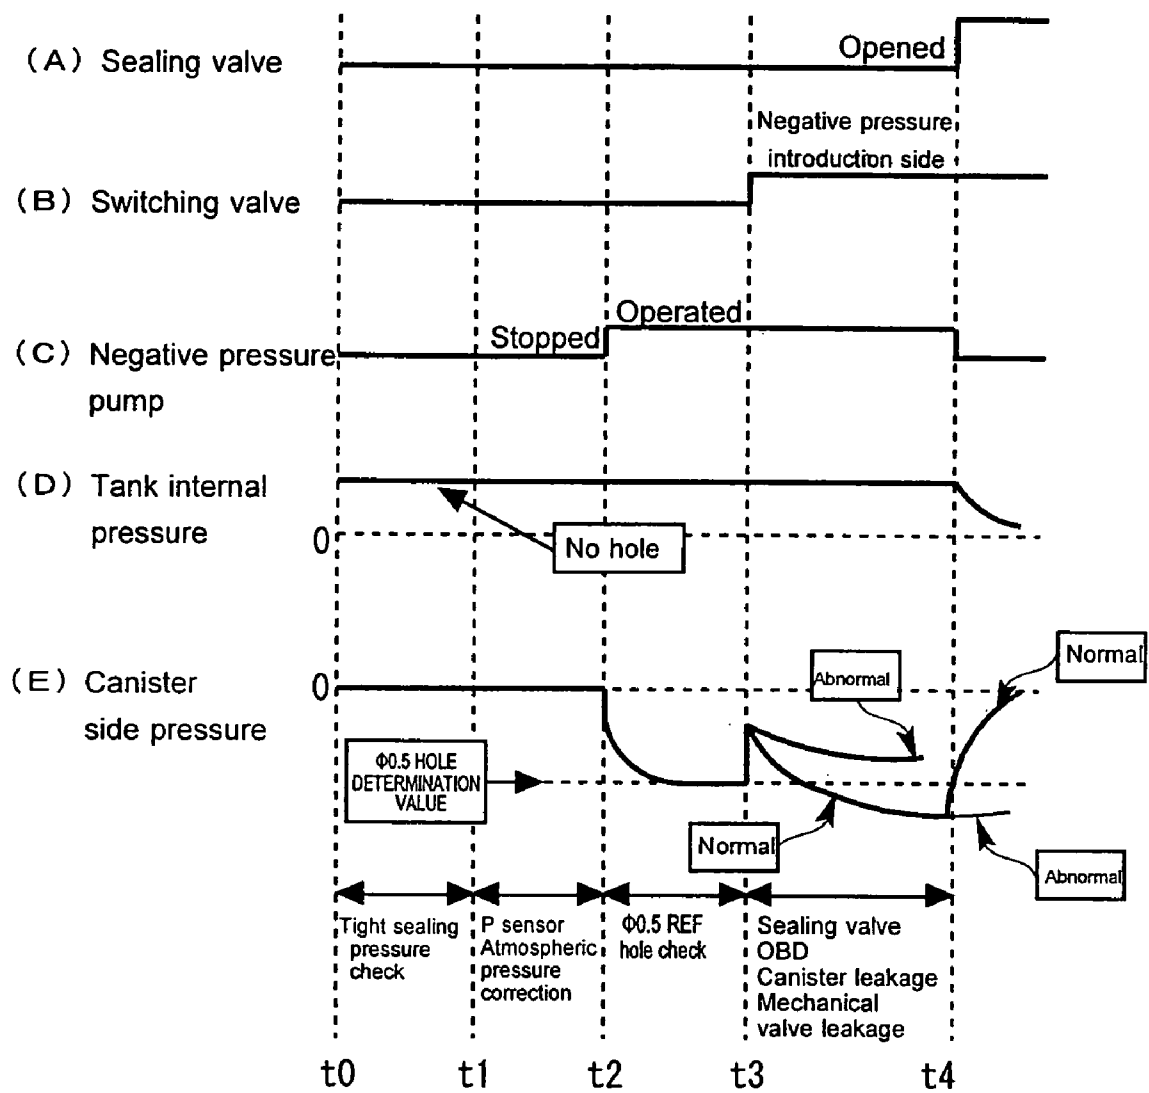 Opened
(A) Sealing valve
Negative pressure
introduction side
(B) Switching valve
Operated
Stopped
(C) Negative pressure
pump
(D) Tank internal
pressure
0
No hole
(E) Canister
side pressure
0
Abnormal
Normal
Φ0.5 HOLE
DETERMINATION
VALUE
Normal
Abnormal
Tight sealing
pressure
check
P sensor
Atmospheric
pressure
correction
Φ0.5 REF
hole check
Sealing valve
OBD
Canister leakage
Mechanical
valve leakage
t0 t1 t2 t3 t4